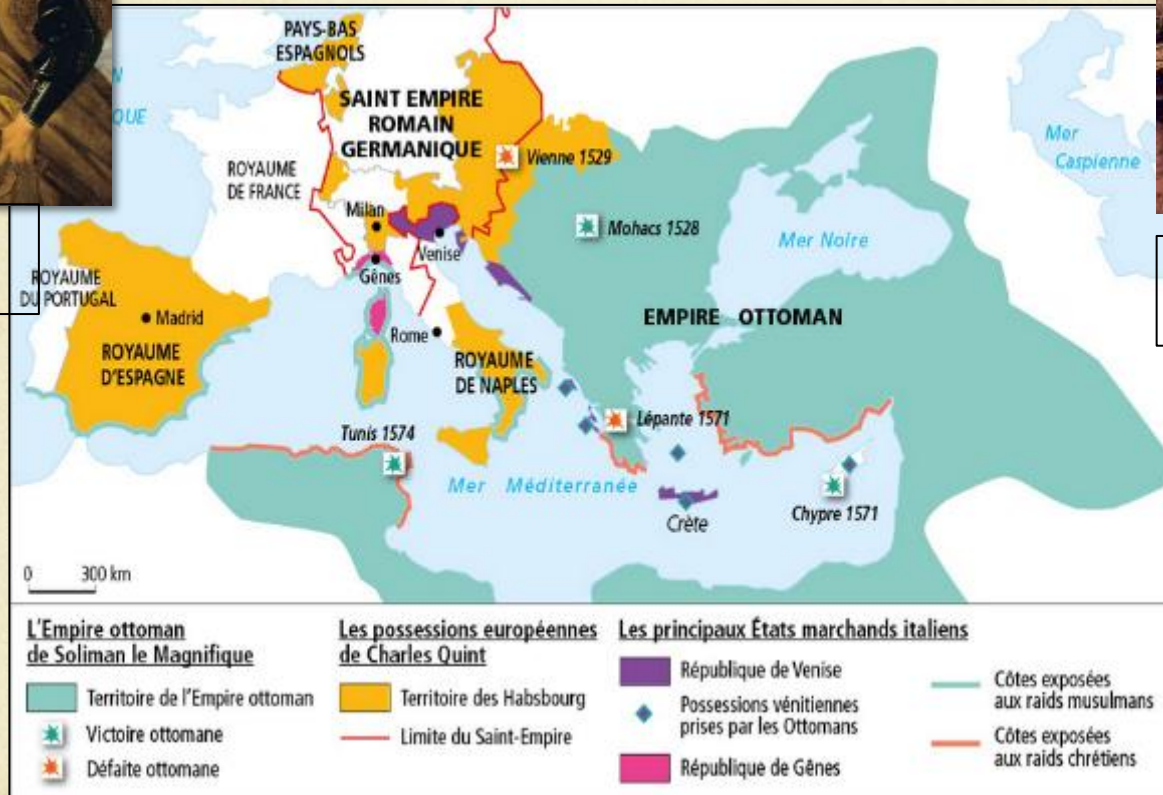 PAYS-BAS
ESPAGNOLS
SAINT EMPIRE
ROMAIN
GERMANIQUE
Vienne 1529
ROYAUME
DE FRANCE
Mer
Caspienne
Milan
Mohacs 1528
Mer Noire
Venise
Gênes
ROYAUME
DU PORTUGAL
Madrid
ROYAUME
D'ESPAGNE
Rome
ROYAUME
DE NAPLES
EMPIRE OTTOMAN
Tunis 1574
Lépante 1571
Mer Méditerranée
Crète
Chypre 1571
0 300 km
L'Empire ottoman
de Soliman le Magnifique
Territoire de l'Empire ottoman
Victoire ottomane
Défaite ottomane
Les possessions européennes
de Charles Quint
Territoire des Habsbourg
Limite du Saint-Empire
Les principaux États marchands italiens
République de Venise
Possessions vénitiennes
prises par les Ottomans
République de Gênes
Côtes exposées
aux raids musulmans
Côtes exposées
aux raids chrétiens